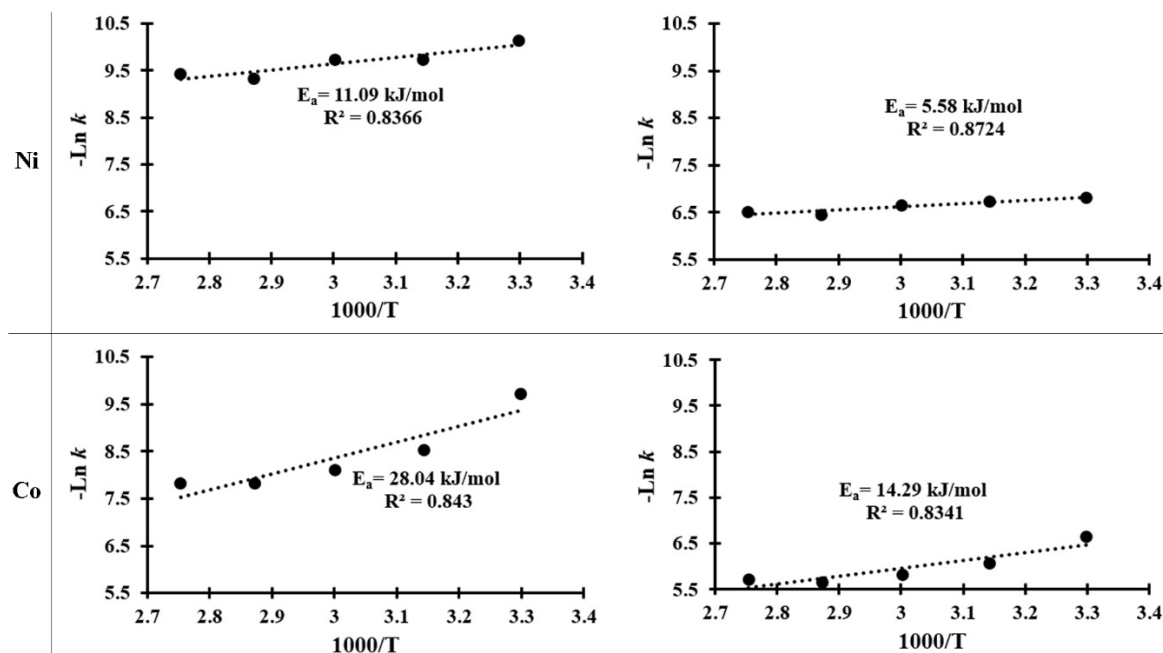 Ni
-Ln k
10.5
9.5
8.5
7.5
6.5
5.5
Eₐ= 11.09 kJ/mol
R² = 0.8366
2.7 2.8 2.9 3 3.1 3.2 3.3 3.4
1000/T
-Ln k
10.5
9.5
8.5
7.5
6.5
5.5
Eₐ= 5.58 kJ/mol
R² = 0.8724
2.7 2.8 2.9 3 3.1 3.2 3.3 3.4
1000/T
Co
-Ln k
10.5
9.5
8.5
7.5
6.5
5.5
Eₐ= 28.04 kJ/mol
R² = 0.843
2.7 2.8 2.9 3 3.1 3.2 3.3 3.4
1000/T
-Ln k
10.5
9.5
8.5
7.5
6.5
5.5
Eₐ= 14.29 kJ/mol
R² = 0.8341
2.7 2.8 2.9 3 3.1 3.2 3.3 3.4
1000/T